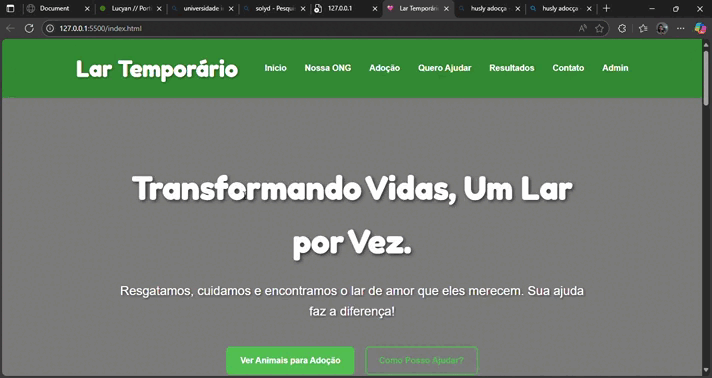 Document
Lucyan // Port
universidade i
solyd - Pesqui
127.0.0.1
Lar Temporári
husly adocça
husly adocça
127.0.0.1:5500/index.html
Lar Temporário
Início Nossa ONG Adoção Quero Ajudar Resultados Contato Admin
Transformando Vidas, Um Lar
por Vez.
Resgatamos, cuidamos e encontramos o lar de amor que eles merecem. Sua ajuda
faz a diferença!
Ver Animais para Adoção
Como Posso Ajudar?